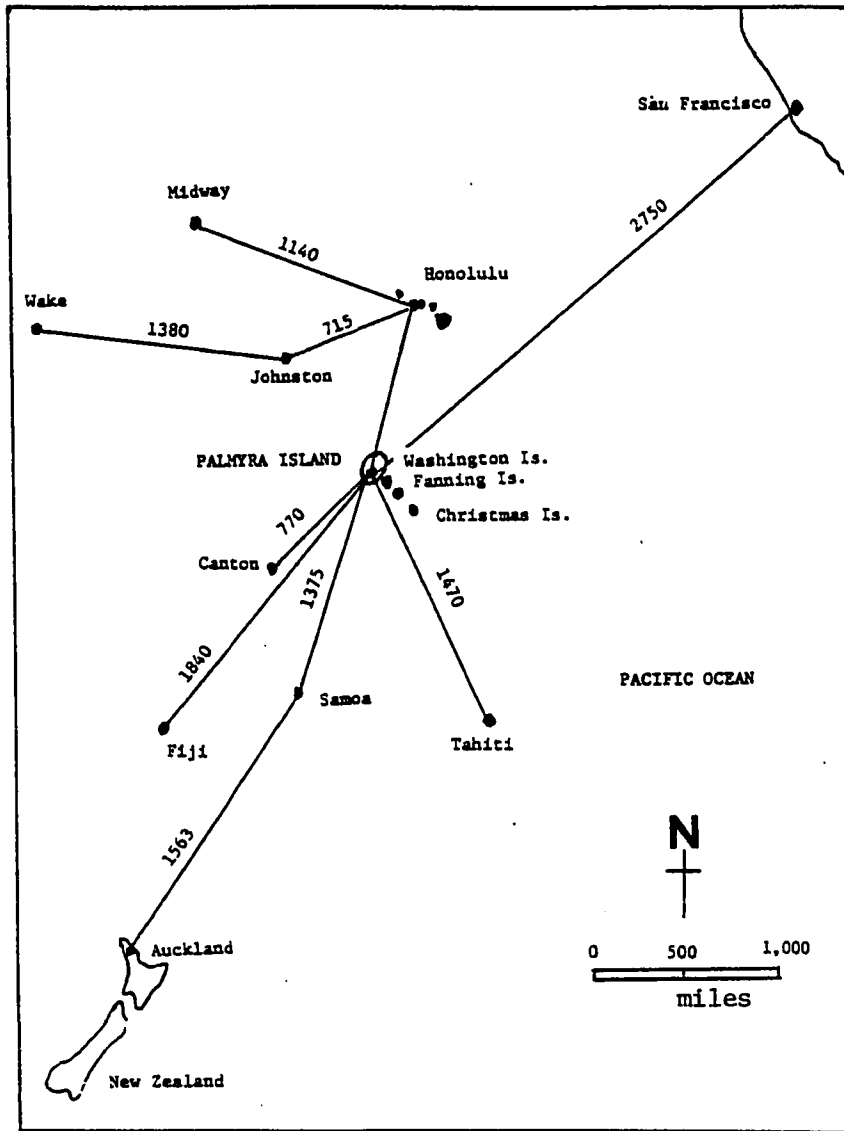 San Francisco
Midway
2750
1140
Honolulu
Wake
1380
715
Johnston
PALMYRA ISLAND
Washington Is.
Fanning Is.
Christmas Is.
770
Canton
1375
1470
1840
Samoa
PACIFIC OCEAN
Fiji
Tahiti
1563
N
Auckland
0 500 1,000
miles
New Zealand